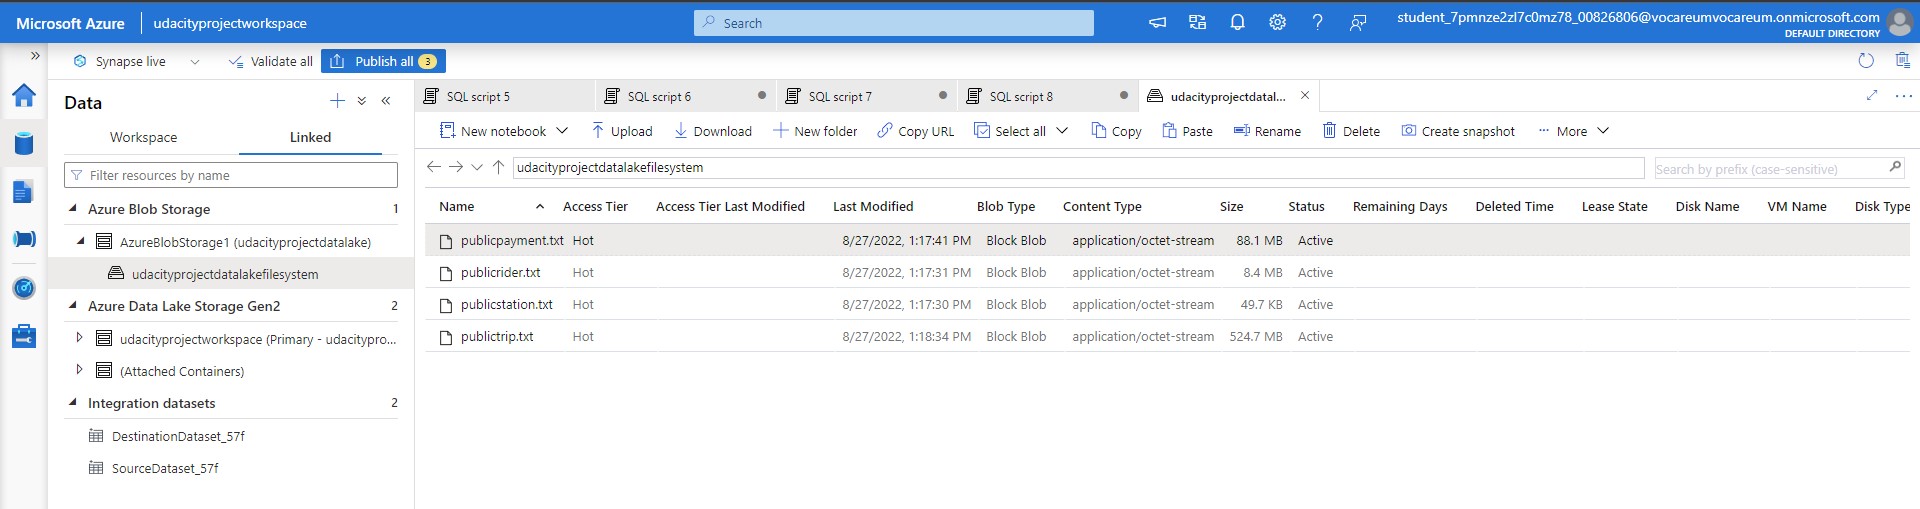 Microsoft Azure udacityprojectworkspace Search student_7pmnze2zl7c0mz78_00826806@vocareumvocareum.onmicrosoft.com
DEFAULT DIRECTORY
Synapse live Validate all Publish all 3
Data
Workspace Linked
Filter resources by name
Azure Blob Storage 1
AzureBlobStorage1 (udacityprojectdatalake)
udacityprojectdatalakefilesystem
Azure Data Lake Storage Gen2 2
udacityprojectworkspace (Primary - udacitypro...
(Attached Containers)
Integration datasets 2
DestinationDataset_57f
SourceDataset_57f
SQL script 5 SQL script 6 SQL script 7 SQL script 8 udacityprojectdatal...
New notebook Upload Download New folder Copy URL Select all Copy Paste Rename Delete Create snapshot More
udacityprojectdatalakefilesystem Search by prefix (case-sensitive)
Name Access Tier Access Tier Last Modified Last Modified Blob Type Content Type Size Status Remaining Days Deleted Time Lease State Disk Name VM Name Disk Type
publicpayment.txt Hot 8/27/2022, 1:17:41 PM Block Blob application/octet-stream 88.1 MB Active
publicrider.txt Hot 8/27/2022, 1:17:31 PM Block Blob application/octet-stream 8.4 MB Active
publicstation.txt Hot 8/27/2022, 1:17:30 PM Block Blob application/octet-stream 49.7 KB Active
publictrip.txt Hot 8/27/2022, 1:18:34 PM Block Blob application/octet-stream 524.7 MB Active